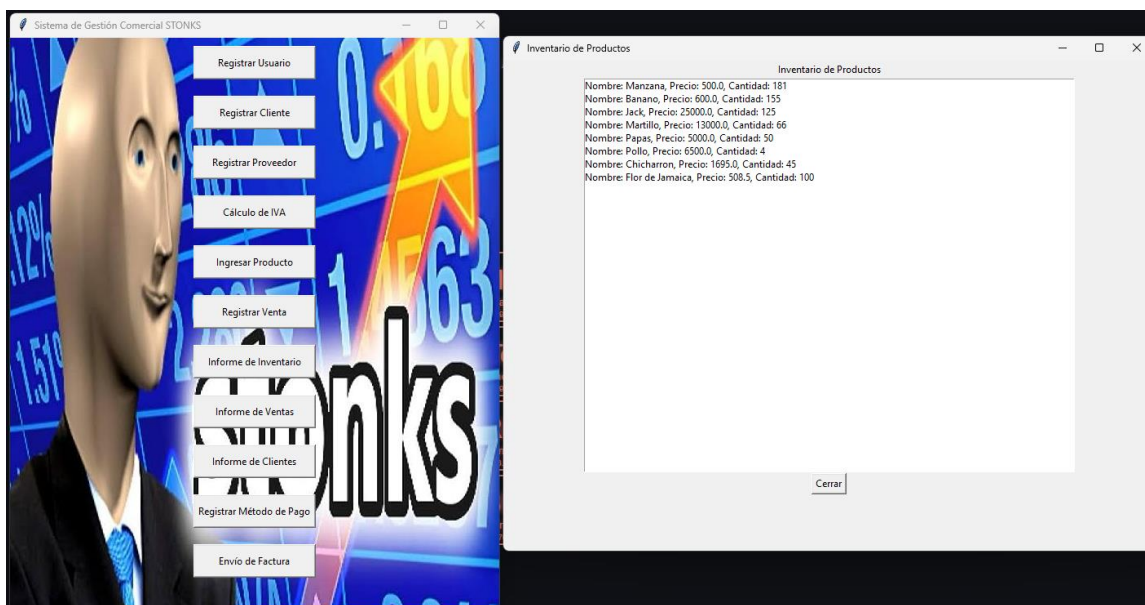 Sistema de Gestión Comercial STONKS
Registrar Usuario
Registrar Cliente
Registrar Proveedor
Cálculo de IVA
Ingresar Producto
Registrar Venta
Informe de Inventario
Informe de Ventas
Informe de Clientes
Registrar Método de Pago
Envío de Factura
stonks
1.51%
Inventario de Productos
Inventario de Productos
Nombre: Manzana, Precio: 500.0, Cantidad: 181
Nombre: Banano, Precio: 600.0, Cantidad: 155
Nombre: Jack, Precio: 25000.0, Cantidad: 125
Nombre: Martillo, Precio: 13000.0, Cantidad: 66
Nombre: Papas, Precio: 5000.0, Cantidad: 50
Nombre: Pollo, Precio: 6500.0, Cantidad: 4
Nombre: Chicharron, Precio: 1695.0, Cantidad: 45
Nombre: Flor de Jamaica, Precio: 508.5, Cantidad: 100
Cerrar